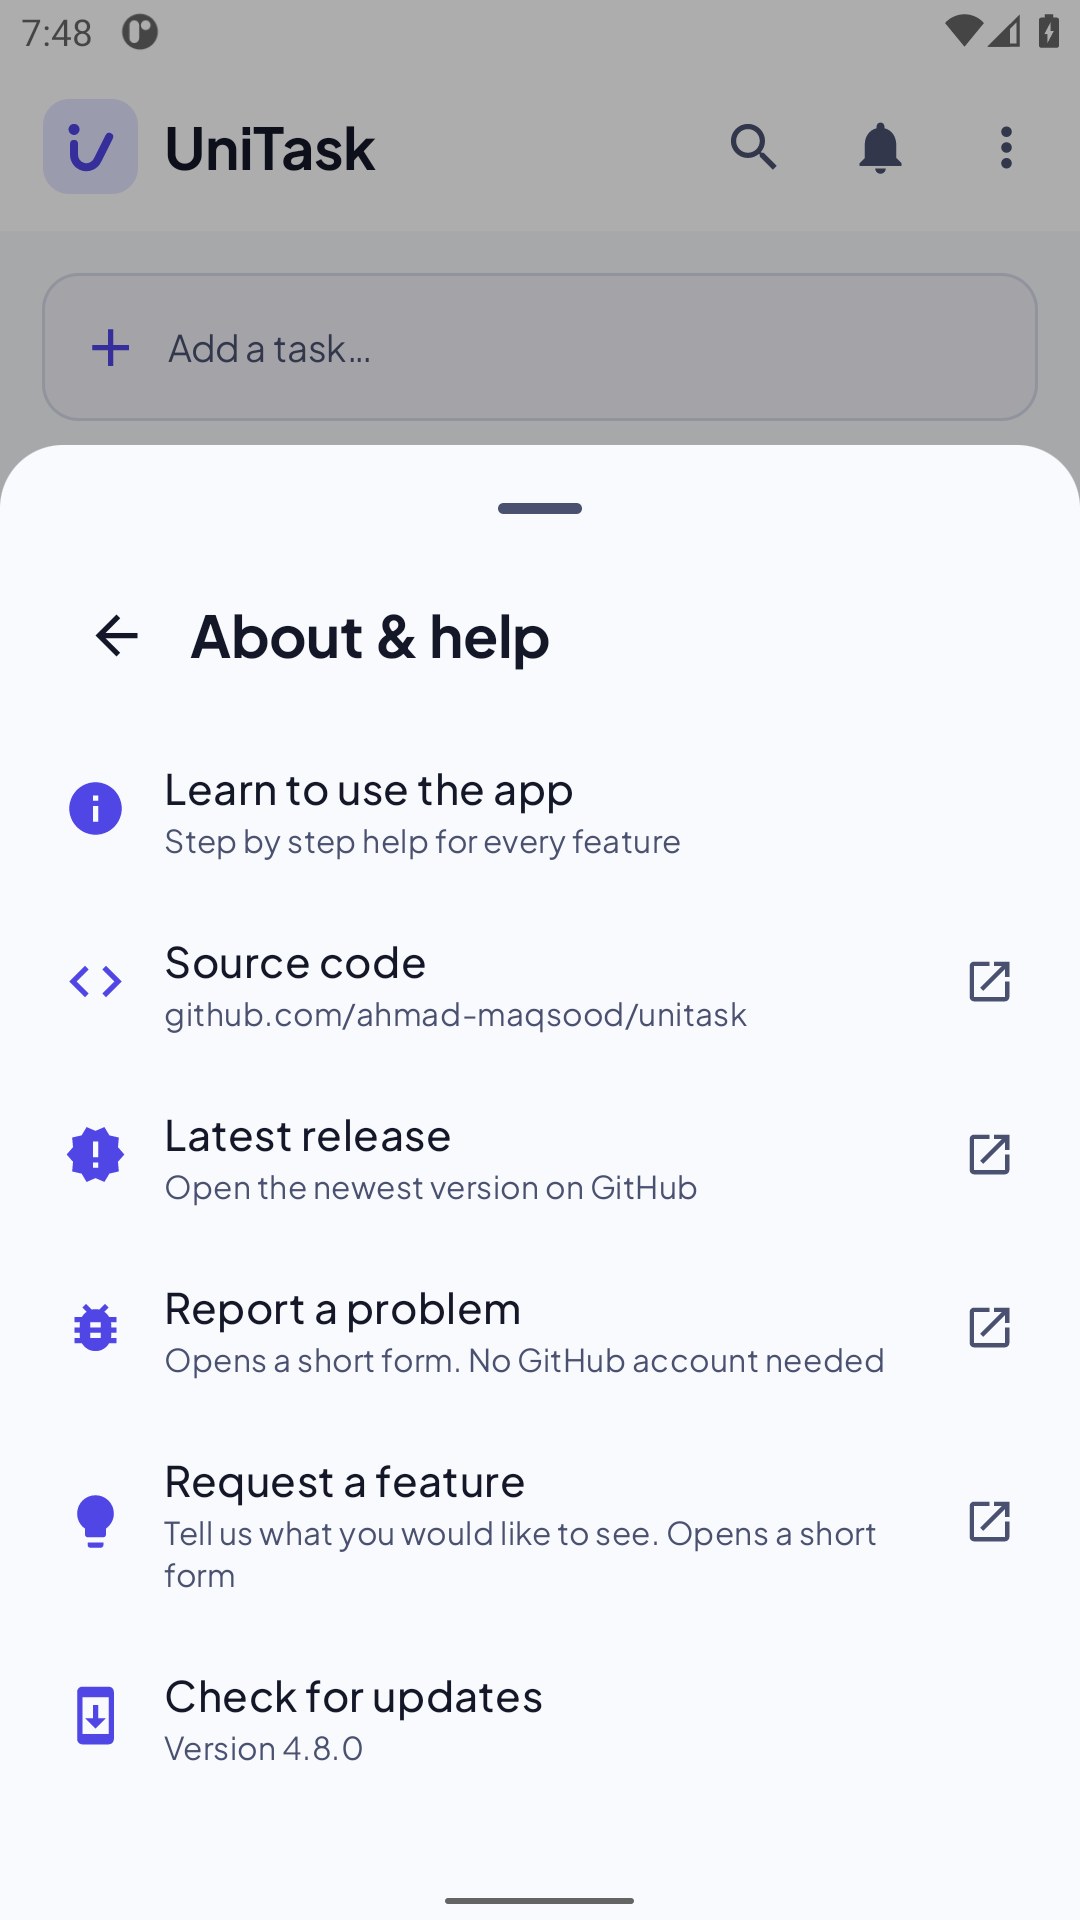 7:48
UniTask
Add a task...
About & help
Learn to use the app
Step by step help for every feature
Source code
github.com/ahmad-maqsood/unitask
Latest release
Open the newest version on GitHub
Report a problem
Opens a short form. No GitHub account needed
Request a feature
Tell us what you would like to see. Opens a short
form
Check for updates
Version 4.8.0